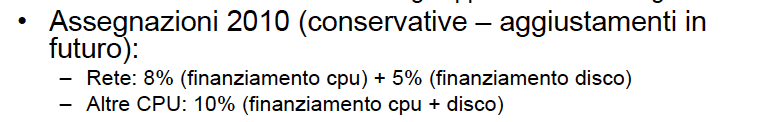 • Assegnazioni 2010 (conservative – aggiustamenti in
futuro):
– Rete: 8% (finanziamento cpu) + 5% (finanziamento disco)
– Altre CPU: 10% (finanziamento cpu + disco)